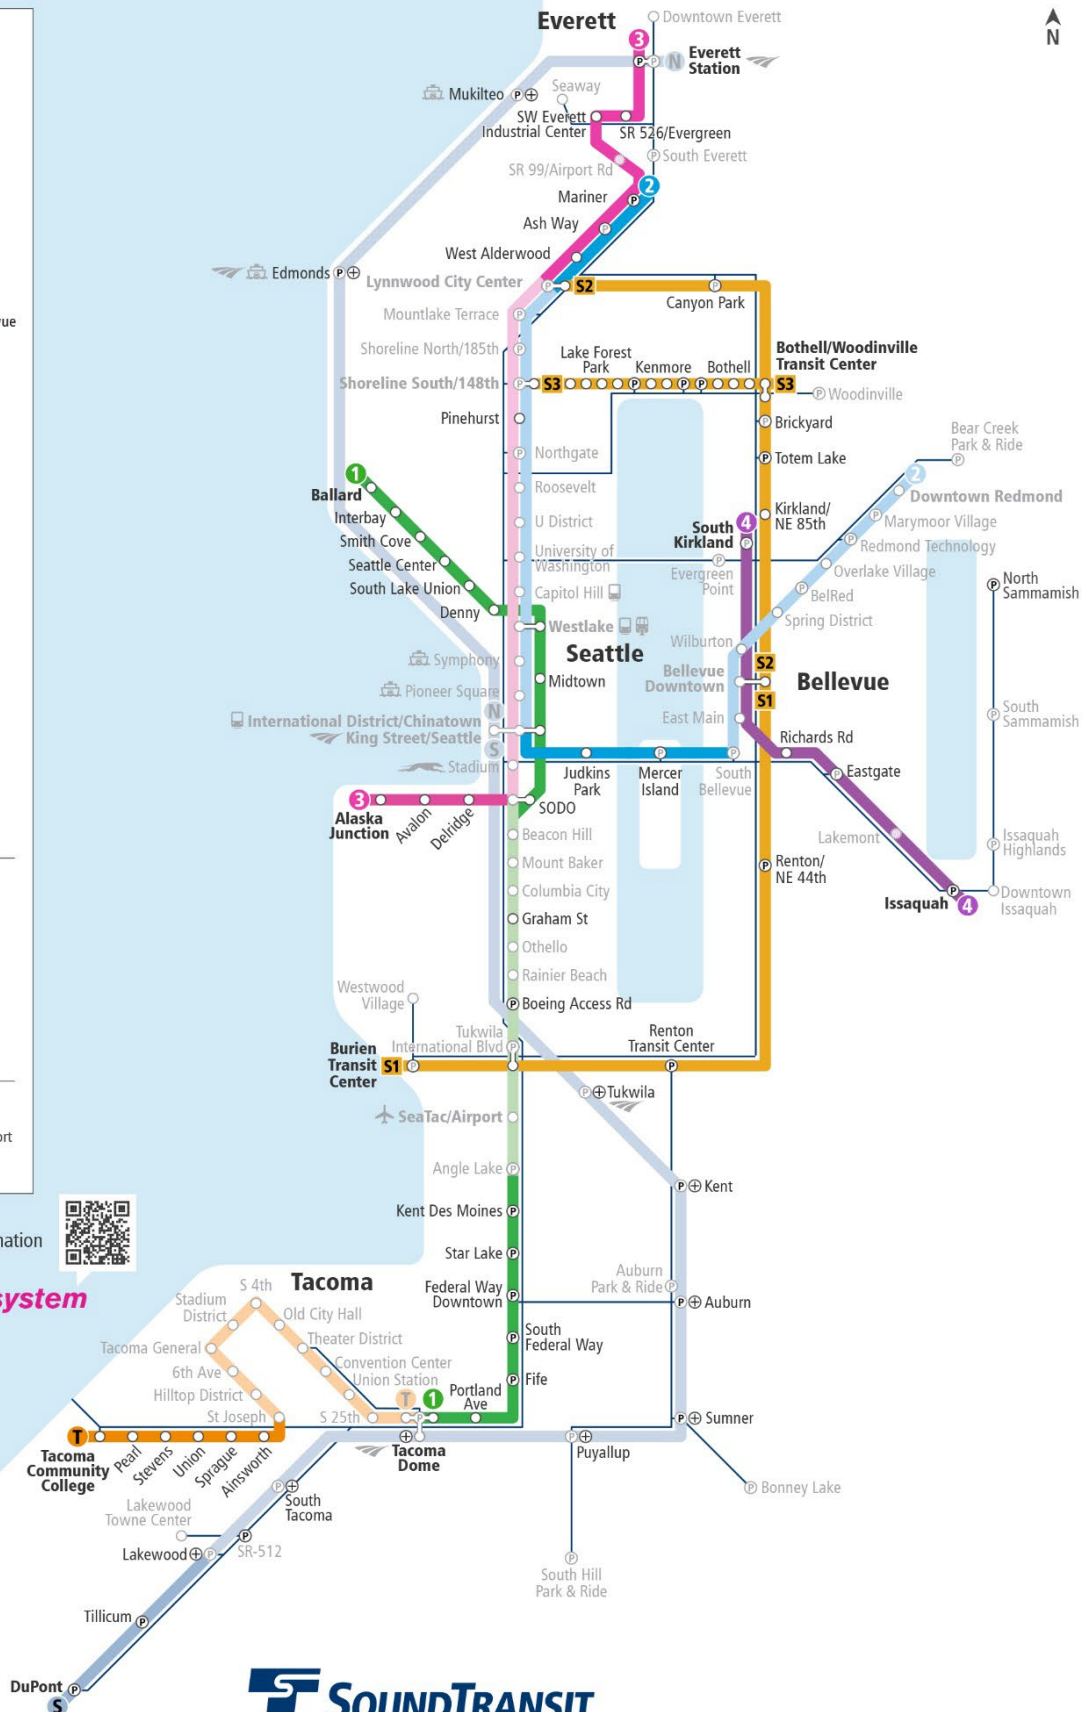 Everett
Downtown Everett
N
3
P
P
N
Everett
Station
Mukilteo
P
Seaway
SW Everett
Industrial Center
SR 526/Evergreen
South Everett
SR 99/Airport Rd
2
Mariner
Ash Way
West Alderwood
Edmonds
P
Lynnwood City Center
S2
Canyon Park
Mountlake Terrace
ue
Shoreline North/185th
Lake Forest
Park
Kenmore
Bothell
Bothell/Woodinville
Transit Center
Shoreline South/148th
S3
S3
Woodinville
Pinehurst
Brickyard
Bear Creek
Park & Ride
Northgate
Totem Lake
1
Ballard
Roosevelt
2
Downtown Redmond
Interbay
U District
4
South
Kirkland
Kirkland/
NE 85th
Marymoor Village
Smith Cove
Redmond Technology
Seattle Center
University of
Washington
Evergreen
Point
Overlake Village
South Lake Union
Capitol Hill
BelRed
North
Sammamish
Denny
Westlake
Spring District
Seattle
Wilburton
Symphony
S2
Bellevue
Downtown
Bellevue
Midtown
Pioneer Square
S1
N
East Main
South
Sammamish
International District/Chinatown
King Street/Seattle
S
Richards Rd
Stadium
Judkins
Park
Mercer
Island
South
Bellevue
Eastgate
3
Alaska
Junction
Avalon
Delridge
SODO
Beacon Hill
Lakemont
Issaquah
Highlands
Mount Baker
Renton/
NE 44th
Columbia City
Issaquah
4
Downtown
Issaquah
Graham St
Othello
Rainier Beach
Westwood
Village
Boeing Access Rd
Tukwila
International Blvd
Renton
Transit Center
Burien
Transit
Center
S1
Tukwila
SeaTac/Airport
ort
Angle Lake
Kent
Kent Des Moines
nation
Star Lake
system
Tacoma
S 4th
Auburn
Park & Ride
Federal Way
Downtown
Auburn
Stadium
District
Old City Hall
Theater District
South
Federal Way
Tacoma General
Convention Center
6th Ave
Union Station
Fife
Hilltop District
T
1
Portland
Ave
St Joseph
S 25th
Sumner
T
Tacoma
Community
College
Pearl
Stevens
Union
Sprague
Ainsworth
Tacoma
Dome
Puyallup
South
Tacoma
Bonney Lake
Lakewood
Towne Center
Lakewood
SR-512
South Hill
Park & Ride
Tillicum
DuPont
S
SOUNDTRANSIT